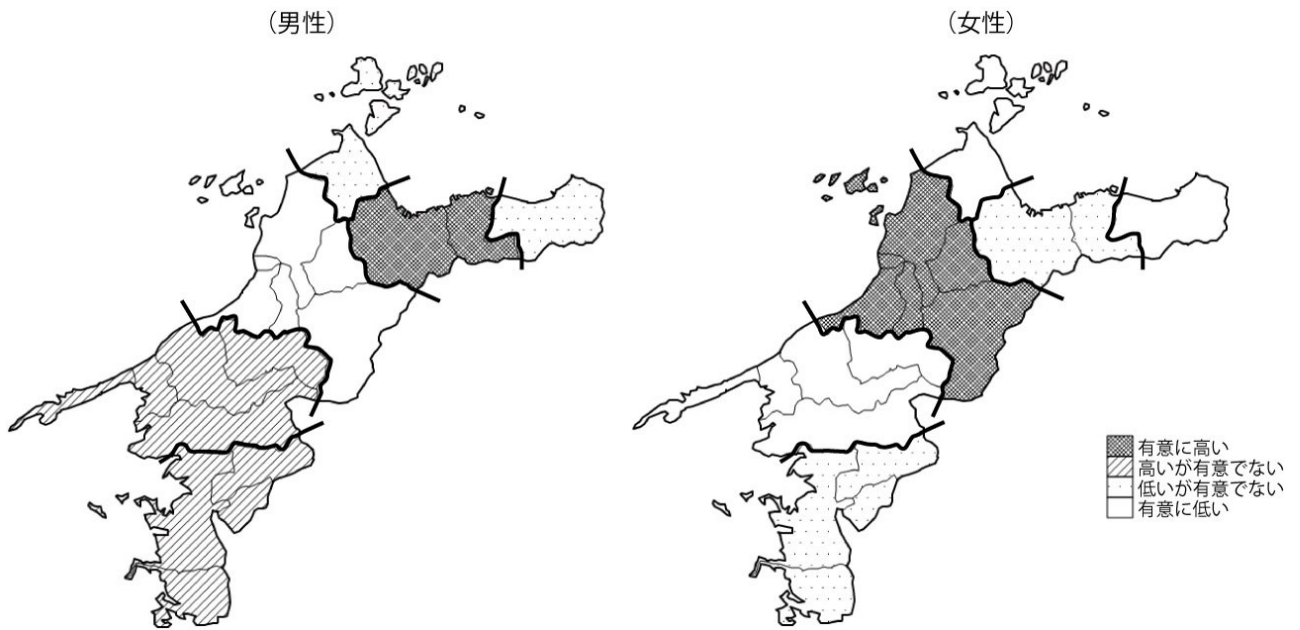 （男性）
（女性）
有意に高い
高いが有意でない
低いが有意でない
有意に低い